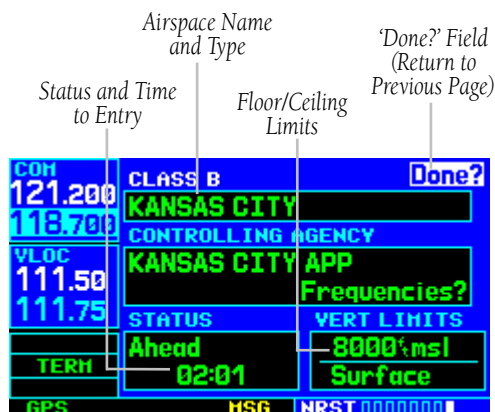 Airspace Name
and Type
'Done?' Field
(Return to
Previous Page)
Status and Time
to Entry
Floor/Ceiling
Limits
COM
121.200
118.700
VLOC
111.50
111.75
TERM
GPS
CLASS B
Done?
KANSAS CITY
CONTROLLING AGENCY
KANSAS CITY APP
Frequencies?
STATUS
VERT LIMITS
Ahead
02:01
8000ft msl
Surface
MSG
NRST